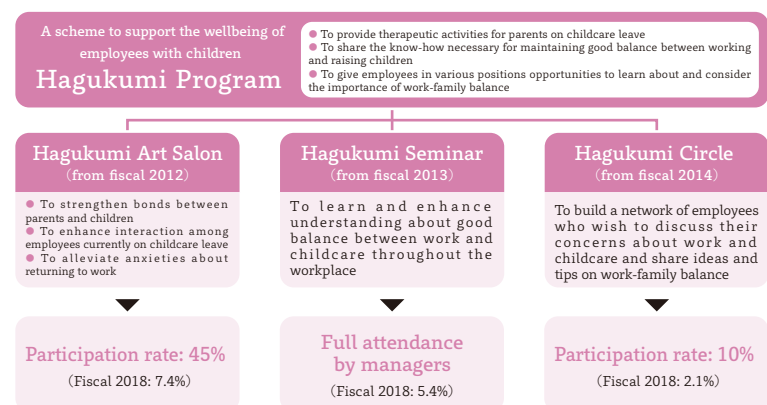 A scheme to support the wellbeing of
employees with children
Hagukumi Program
● To provide therapeutic activities for parents on childcare leave
● To share the know-how necessary for maintaining good balance between working
and raising children
● To give employees in various positions opportunities to learn about and consider
the importance of work-family balance
Hagukumi Art Salon
(from fiscal 2012)
● To strengthen bonds between
parents and children
● To enhance interaction among
employees currently on childcare leave
● To alleviate anxieties about
returning to work
Participation rate: 45%
(Fiscal 2018: 7.4%)
Hagukumi Seminar
(from fiscal 2013)
To learn and enhance
understanding about good
balance between work and
childcare throughout the
workplace
Full attendance
by managers
(Fiscal 2018: 5.4%)
Hagukumi Circle
(from fiscal 2014)
To build a network of employees
who wish to discuss their
concerns about work and
childcare and share ideas and
tips on work-family balance
Participation rate: 10%
(Fiscal 2018: 2.1%)